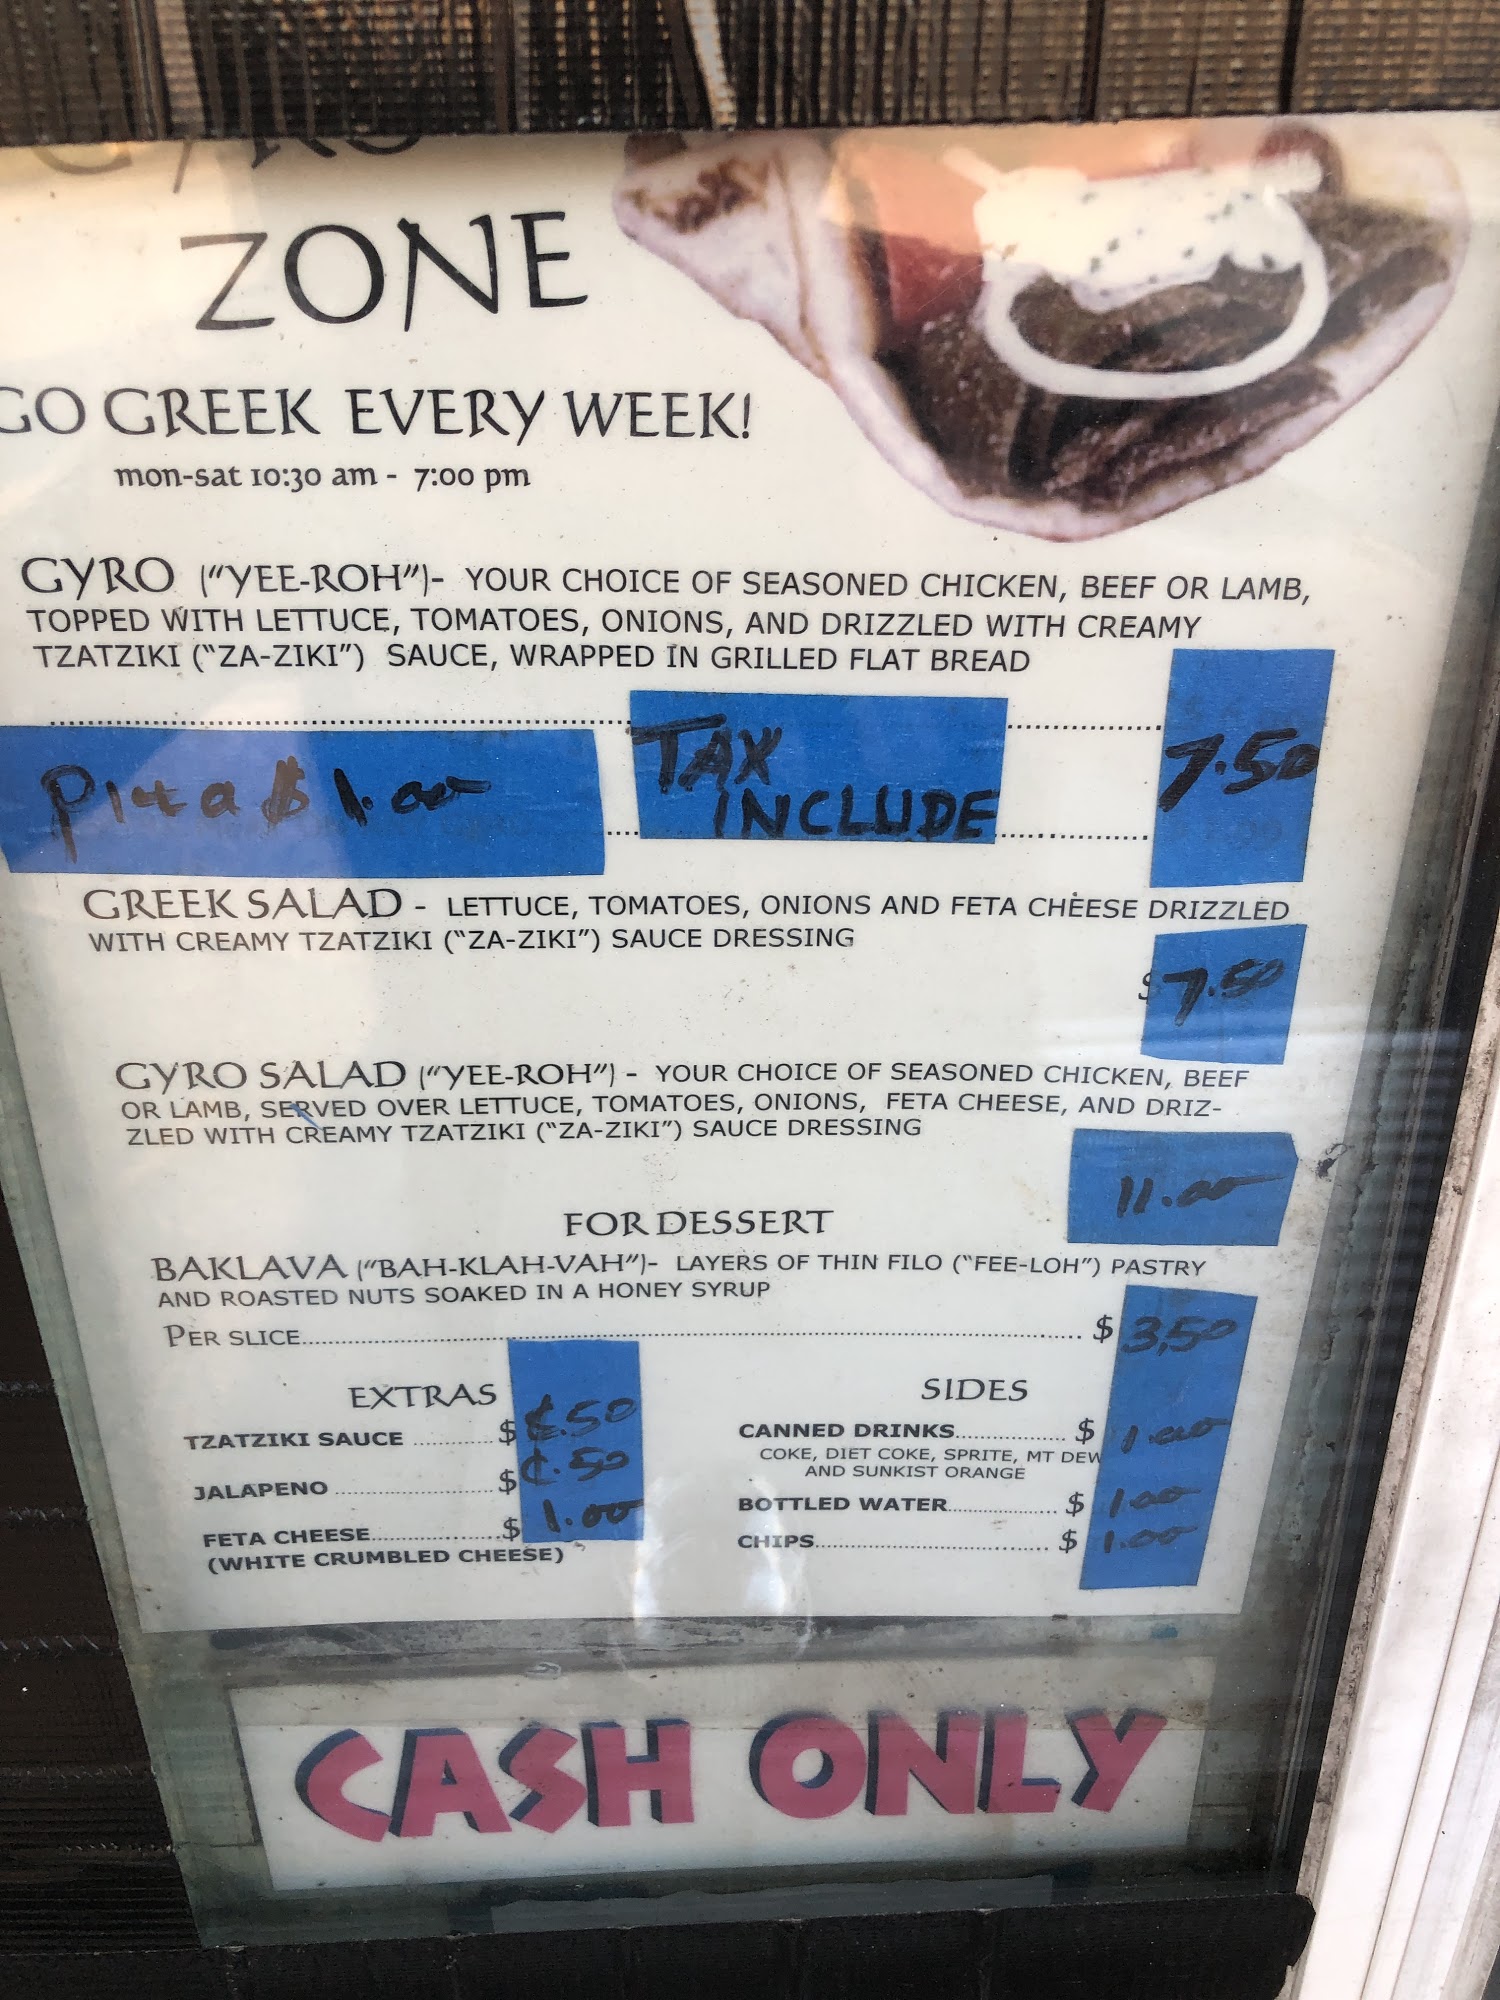 ZONE
GO GREEK EVERY WEEK!
mon-sat 10:30 am - 7:00 pm
GYRO ("YEE-ROH")- YOUR CHOICE OF SEASONED CHICKEN, BEEF OR LAMB,
TOPPED WITH LETTUCE, TOMATOES, ONIONS, AND DRIZZLED WITH CREAMY
TZATZIKI ("ZA-ZIKI") SAUCE, WRAPPED IN GRILLED FLAT BREAD
Pita $1.00 TAX INCLUDE 7.50
GREEK SALAD - LETTUCE, TOMATOES, ONIONS AND FETA CHEESE DRIZZLED
WITH CREAMY TZATZIKI ("ZA-ZIKI") SAUCE DRESSING
$7.50
GYRO SALAD ("YEE-ROH") - YOUR CHOICE OF SEASONED CHICKEN, BEEF
OR LAMB, SERVED OVER LETTUCE, TOMATOES, ONIONS, FETA CHEESE, AND DRIZ-
ZLED WITH CREAMY TZATZIKI ("ZA-ZIKI") SAUCE DRESSING
11.00
FOR DESSERT
BAKLAVA ("BAH-KLAH-VAH")- LAYERS OF THIN FILO ("FEE-LOH") PASTRY
AND ROASTED NUTS SOAKED IN A HONEY SYRUP
PER SLICE.................... $ 3,50
EXTRAS
TZATZIKI SAUCE ............ $ ¢.50
JALAPENO .................... $ ¢.50
FETA CHEESE................ $ 1.00
(WHITE CRUMBLED CHEESE)
SIDES
CANNED DRINKS................ $ 1.00
COKE, DIET COKE, SPRITE, MT DEW
AND SUNKIST ORANGE
BOTTLED WATER................ $ 1.00
CHIPS................................ $ 1.00
CASH ONLY